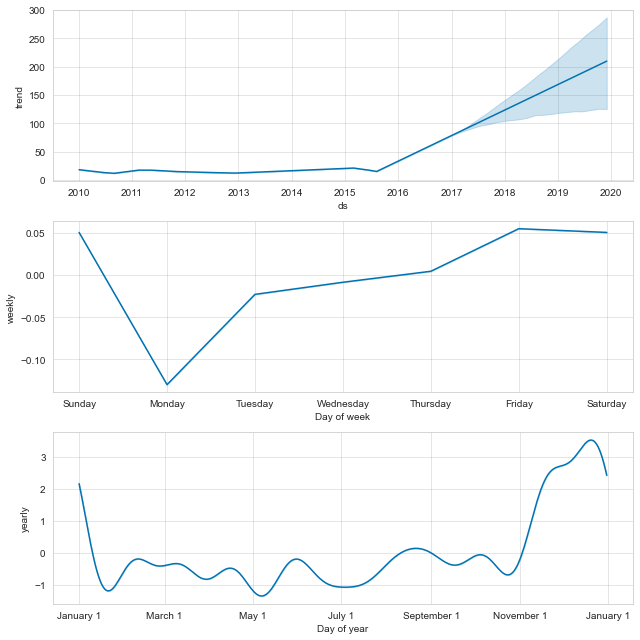 300
250
200
150
100
50
0
trend
2010 2011 2012 2013 2014 2015 2016 2017 2018 2019 2020
ds
0.05
0.00
−0.05
−0.10
weekly
Sunday Monday Tuesday Wednesday Thursday Friday Saturday
Day of week
3
2
1
0
−1
yearly
January 1 March 1 May 1 July 1 September 1 November 1 January 1
Day of year